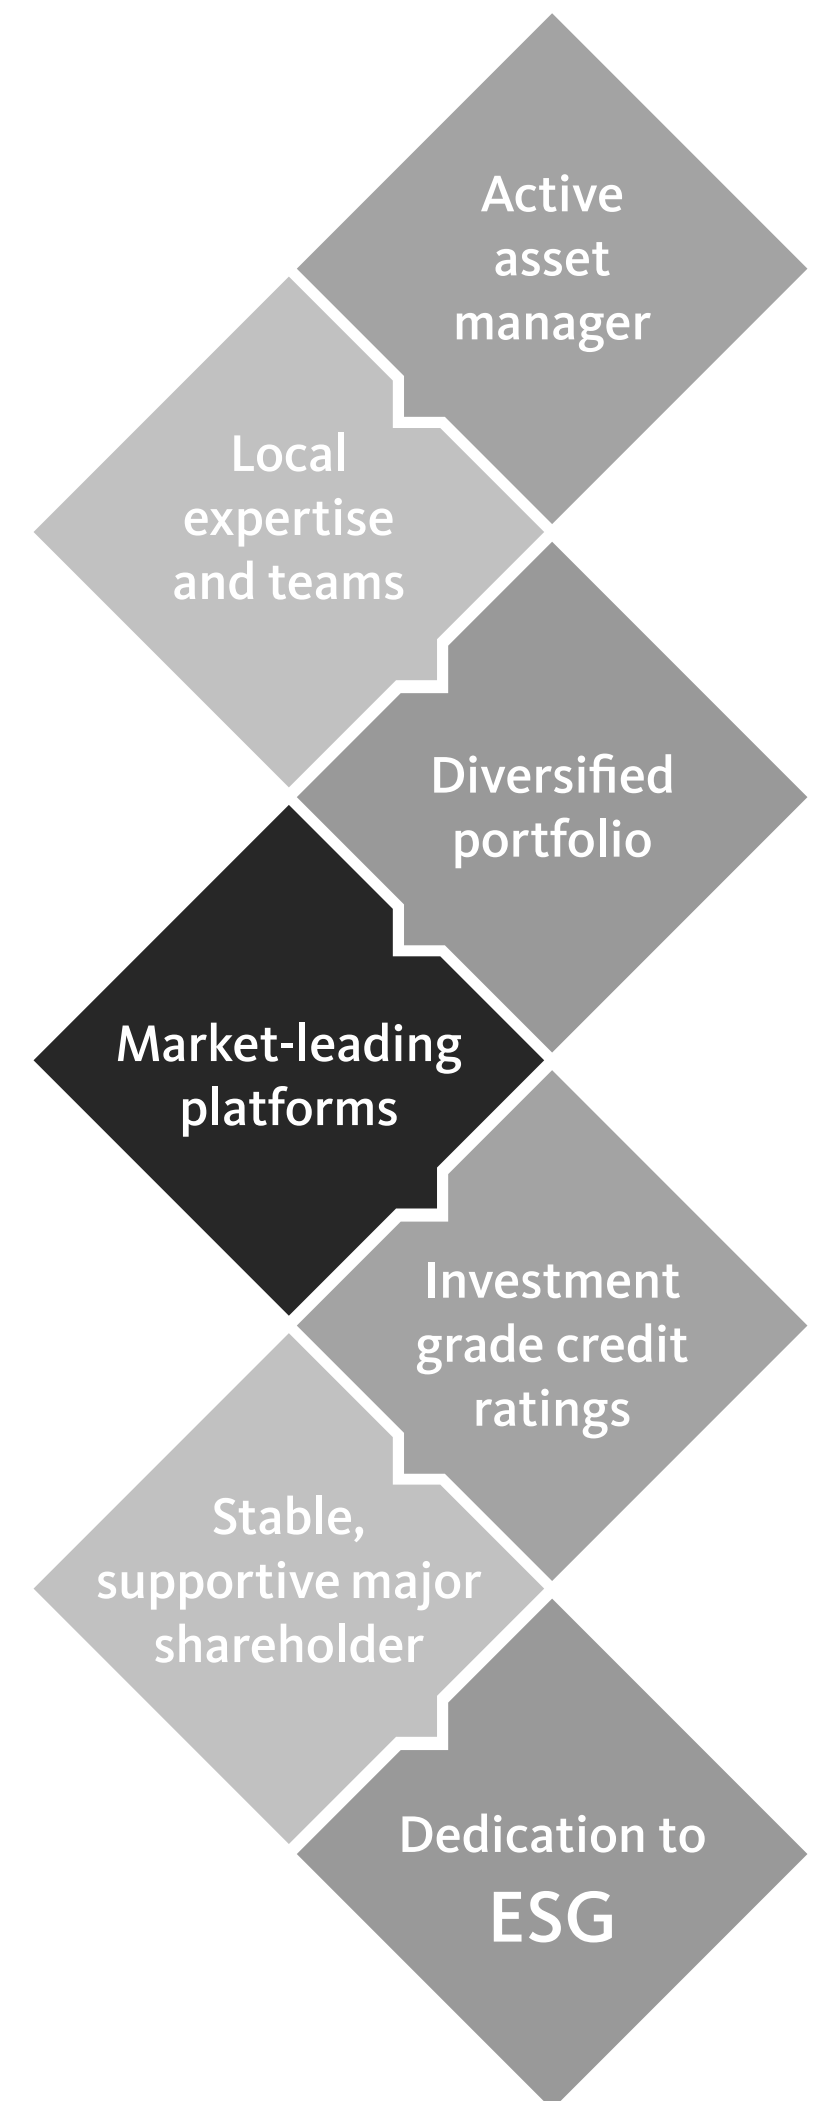 Active
asset
manager
Local
expertise
and teams
Diversified
portfolio
Market-leading
platforms
Investment
grade credit
ratings
Stable,
supportive major
shareholder
Dedication to
ESG